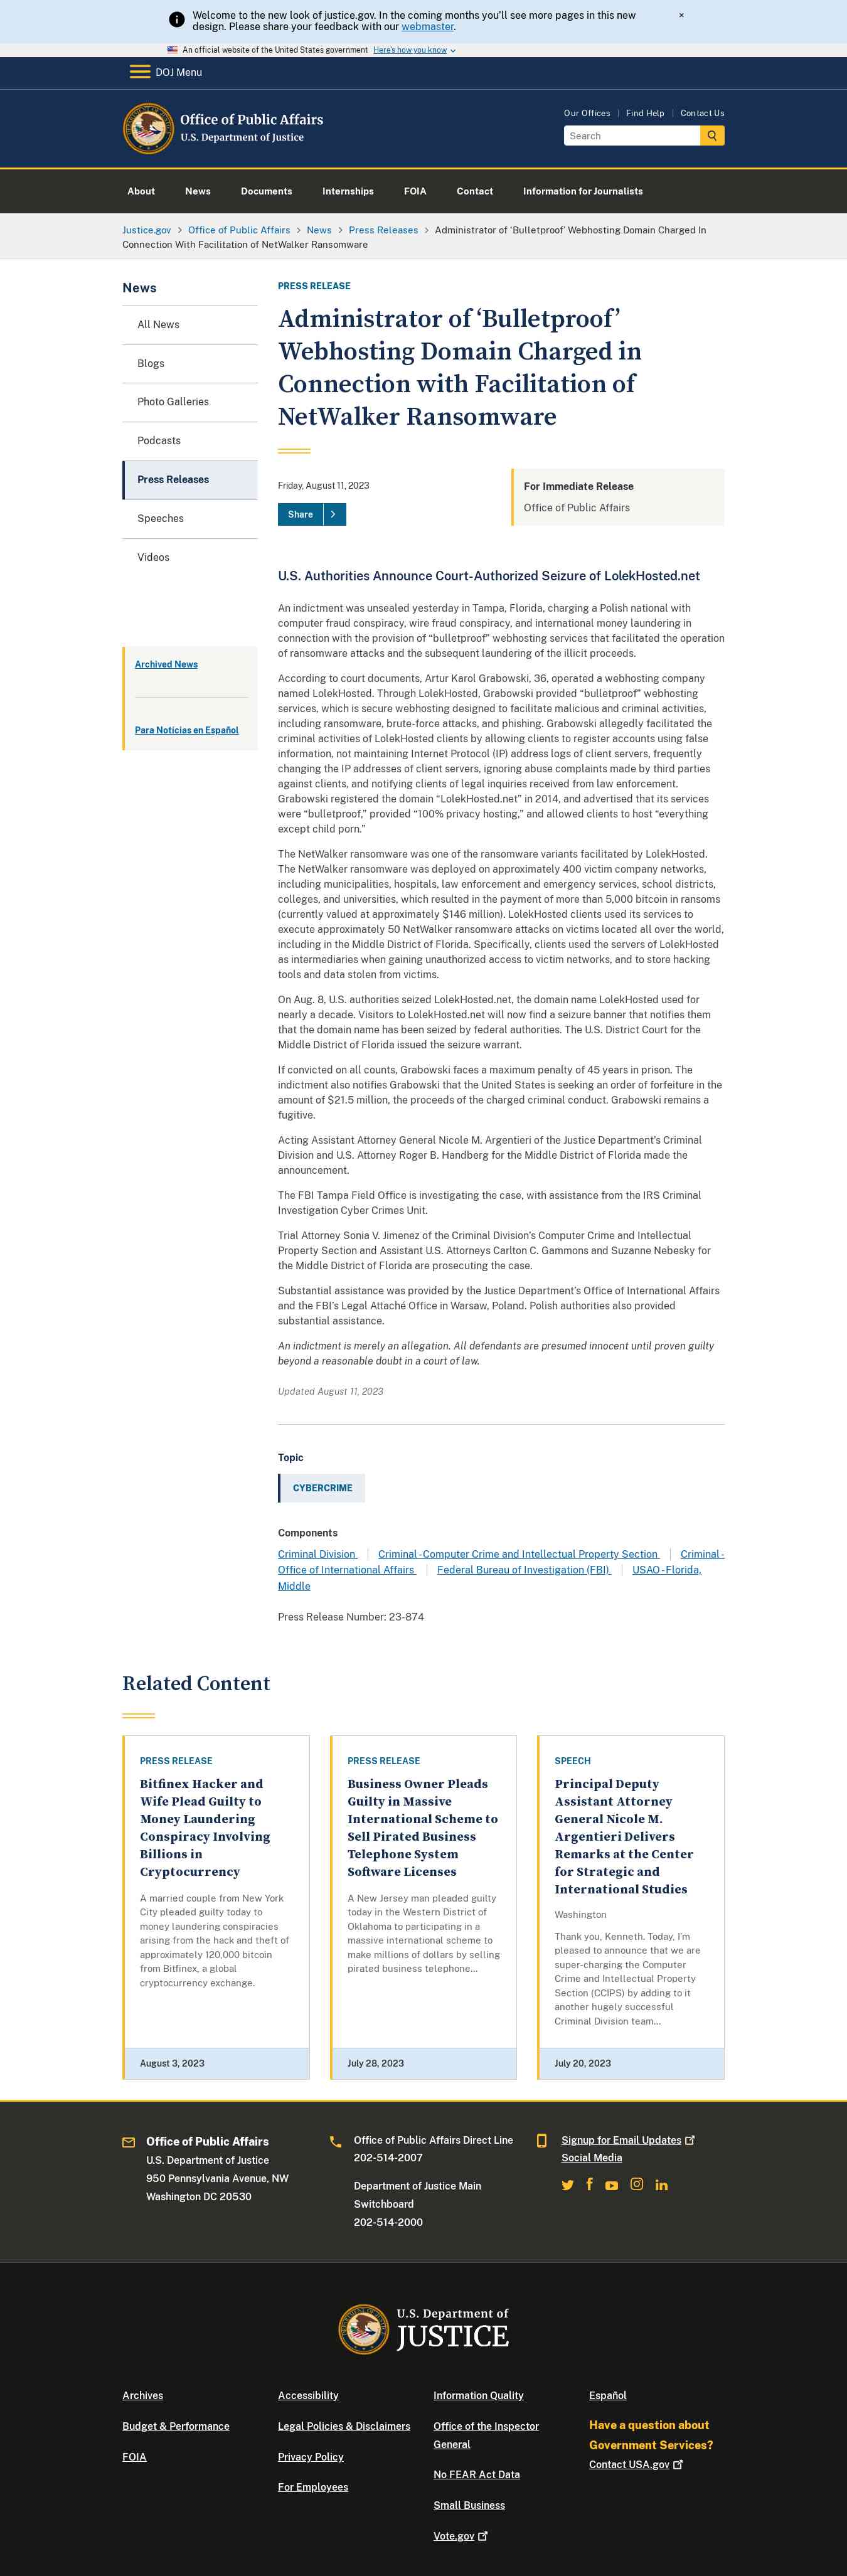 Welcome to the new look of justice.gov. In the coming months you'll see more pages in this new
design. Please share your feedback with our webmaster.
×
An official website of the United States government Here's how you know
DOJ Menu
Office of Public Affairs
U.S. Department of Justice
Our Offices | Find Help | Contact Us
Search
About News Documents Internships FOIA Contact Information for Journalists
Justice.gov > Office of Public Affairs > News > Press Releases > Administrator of ‘Bulletproof’ Webhosting Domain Charged In
Connection With Facilitation of NetWalker Ransomware
News
All News
Blogs
Photo Galleries
Podcasts
Press Releases
Speeches
Videos
Archived News
Para Noticias en Español
PRESS RELEASE
Administrator of ‘Bulletproof’
Webhosting Domain Charged in
Connection with Facilitation of
NetWalker Ransomware
Friday, August 11, 2023
Share
For Immediate Release
Office of Public Affairs
U.S. Authorities Announce Court-Authorized Seizure of LolekHosted.net
An indictment was unsealed yesterday in Tampa, Florida, charging a Polish national with
computer fraud conspiracy, wire fraud conspiracy, and international money laundering in
connection with the provision of “bulletproof” webhosting services that facilitated the operation
of ransomware attacks and the subsequent laundering of the illicit proceeds.
According to court documents, Artur Karol Grabowski, 36, operated a webhosting company
named LolekHosted. Through LolekHosted, Grabowski provided “bulletproof” webhosting
services, which is secure webhosting designed to facilitate malicious and criminal activities,
including ransomware, brute-force attacks, and phishing. Grabowski allegedly facilitated the
criminal activities of LolekHosted clients by allowing clients to register accounts using false
information, not maintaining Internet Protocol (IP) address logs of client servers, frequently
changing the IP addresses of client servers, ignoring abuse complaints made by third parties
against clients, and notifying clients of legal inquiries received from law enforcement.
Grabowski registered the domain “LolekHosted.net” in 2014, and advertised that its services
were “bulletproof,” provided “100% privacy hosting,” and allowed clients to host “everything
except child porn.”
The NetWalker ransomware was one of the ransomware variants facilitated by LolekHosted.
The NetWalker ransomware was deployed on approximately 400 victim company networks,
including municipalities, hospitals, law enforcement and emergency services, school districts,
colleges, and universities, which resulted in the payment of more than 5,000 bitcoin in ransoms
(currently valued at approximately $146 million). LolekHosted clients used its services to
execute approximately 50 NetWalker ransomware attacks on victims located all over the world,
including in the Middle District of Florida. Specifically, clients used the servers of LolekHosted
as intermediaries when gaining unauthorized access to victim networks, and to store hacking
tools and data stolen from victims.
On Aug. 8, U.S. authorities seized LolekHosted.net, the domain name LolekHosted used for
nearly a decade. Visitors to LolekHosted.net will now find a seizure banner that notifies them
that the domain name has been seized by federal authorities. The U.S. District Court for the
Middle District of Florida issued the seizure warrant.
If convicted on all counts, Grabowski faces a maximum penalty of 45 years in prison. The
indictment also notifies Grabowski that the United States is seeking an order of forfeiture in the
amount of $21.5 million, the proceeds of the charged criminal conduct. Grabowski remains a
fugitive.
Acting Assistant Attorney General Nicole M. Argentieri of the Justice Department’s Criminal
Division and U.S. Attorney Roger B. Handberg for the Middle District of Florida made the
announcement.
The FBI Tampa Field Office is investigating the case, with assistance from the IRS Criminal
Investigation Cyber Crimes Unit.
Trial Attorney Sonia V. Jimenez of the Criminal Division’s Computer Crime and Intellectual
Property Section and Assistant U.S. Attorneys Carlton C. Gammons and Suzanne Nebesky for
the Middle District of Florida are prosecuting the case.
Substantial assistance was provided by the Justice Department’s Office of International Affairs
and the FBI’s Legal Attaché Office in Warsaw, Poland. Polish authorities also provided
substantial assistance.
An indictment is merely an allegation. All defendants are presumed innocent until proven guilty
beyond a reasonable doubt in a court of law.
Updated August 11, 2023
Topic
CYBERCRIME
Components
Criminal Division | Criminal - Computer Crime and Intellectual Property Section | Criminal -
Office of International Affairs | Federal Bureau of Investigation (FBI) | USAO - Florida,
Middle
Press Release Number: 23-874
Related Content
PRESS RELEASE
Bitfinex Hacker and
Wife Plead Guilty to
Money Laundering
Conspiracy Involving
Billions in
Cryptocurrency
A married couple from New York
City pleaded guilty today to
money laundering conspiracies
arising from the hack and theft of
approximately 120,000 bitcoin
from Bitfinex, a global
cryptocurrency exchange.
August 3, 2023
PRESS RELEASE
Business Owner Pleads
Guilty in Massive
International Scheme to
Sell Pirated Business
Telephone System
Software Licenses
A New Jersey man pleaded guilty
today in the Western District of
Oklahoma to participating in a
massive international scheme to
make millions of dollars by selling
pirated business telephone...
July 28, 2023
SPEECH
Principal Deputy
Assistant Attorney
General Nicole M.
Argentieri Delivers
Remarks at the Center
for Strategic and
International Studies
Washington
Thank you, Kenneth. Today, I’m
pleased to announce that we are
super-charging the Computer
Crime and Intellectual Property
Section (CCIPS) by adding to it
another hugely successful
Criminal Division team...
July 20, 2023
Office of Public Affairs
U.S. Department of Justice
950 Pennsylvania Avenue, NW
Washington DC 20530
Office of Public Affairs Direct Line
202-514-2007
Department of Justice Main
Switchboard
202-514-2000
Signup for Email Updates
Social Media
U.S. Department of
JUSTICE
Archives
Budget & Performance
FOIA
Accessibility
Legal Policies & Disclaimers
Privacy Policy
For Employees
Information Quality
Office of the Inspector
General
No FEAR Act Data
Small Business
Vote.gov
Español
Have a question about
Government Services?
Contact USA.gov